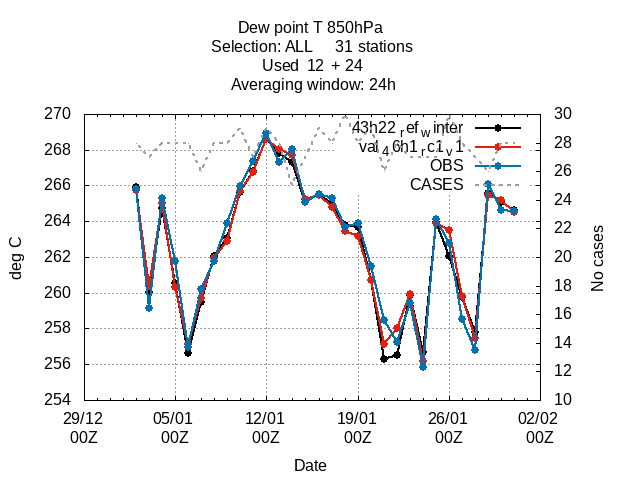 Dew point T 850hPa
Selection: ALL 31 stations
Used 12 + 24
Averaging window: 24h
270 30
268 28
266 26
264 24
262 22
260 20
258 18
256 16
254 14
12
10
43h22ref winter
val46h1rc1v1
OBS
CASES
deg C
No cases
29/12 05/01 12/01 19/01 26/01 02/02
00Z 00Z 00Z 00Z 00Z 00Z
Date